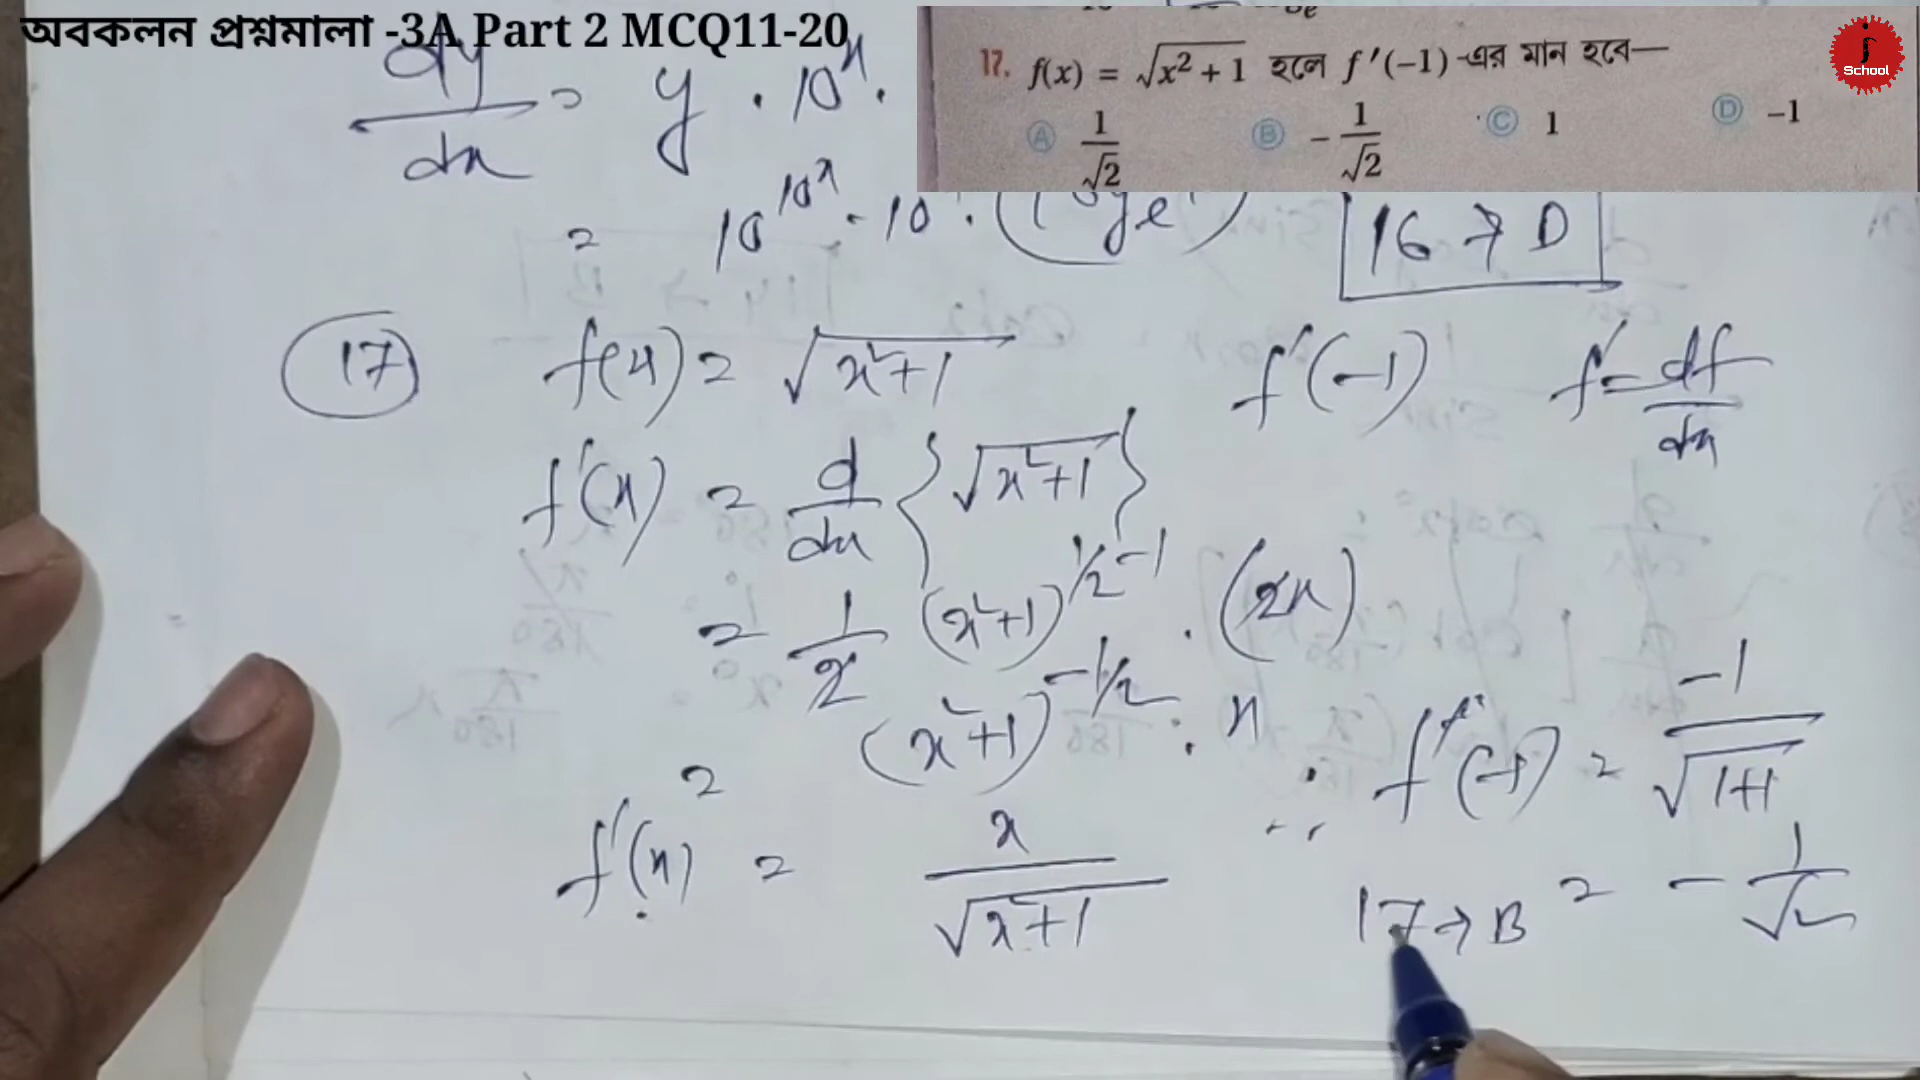 অবকলন প্রশ্নমালা -3A Part 2 MCQ11-20
17. f(x) = √(x² + 1) হলে f '(−1) -এর মান হবে—
Ⓐ 1/√2 Ⓑ −1/√2 Ⓒ 1 Ⓓ −1
f School
dy/dx = y . 10^x .
= 10^10^x . 10
16 → D
17 f(x) = √(x²+1) f'(−1) f' = df/dx
f'(x) = d/dx {√(x²+1)}
= 1/2 (x²+1)^1/2−1 . (2x)
= (x²+1)^−1/2 . x
f'(x) = x/√(x²+1)
∴ f'(−1) = −1/√(1+1)
17→B = −1/√2